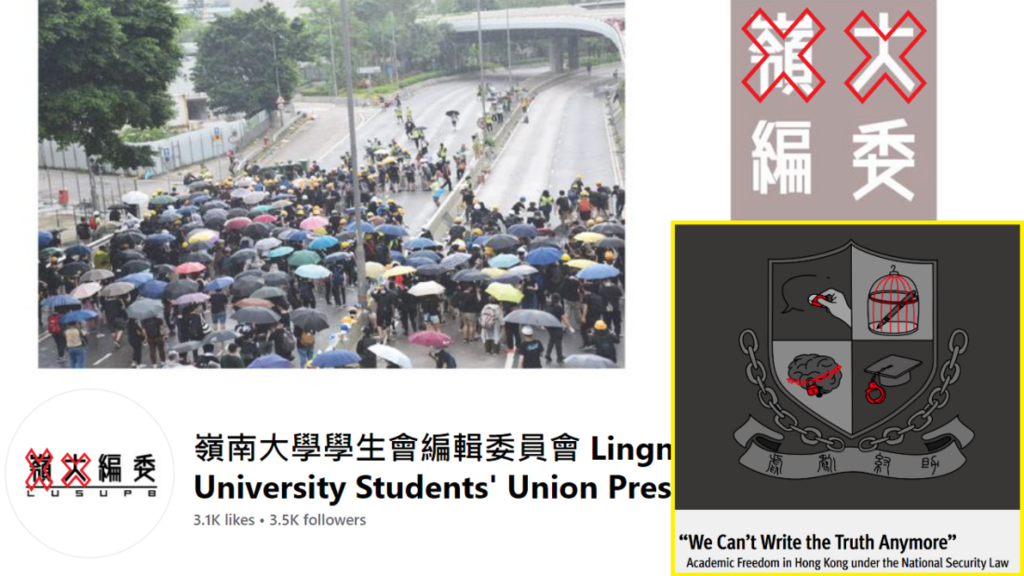 嶺大
編委
嶺大編委
LUSUPB
嶺南大學學生會編輯委員會 Lingn
University Students' Union Pres
3.1K likes • 3.5K followers
“We Can’t Write the Truth Anymore”
Academic Freedom in Hong Kong under the National Security Law